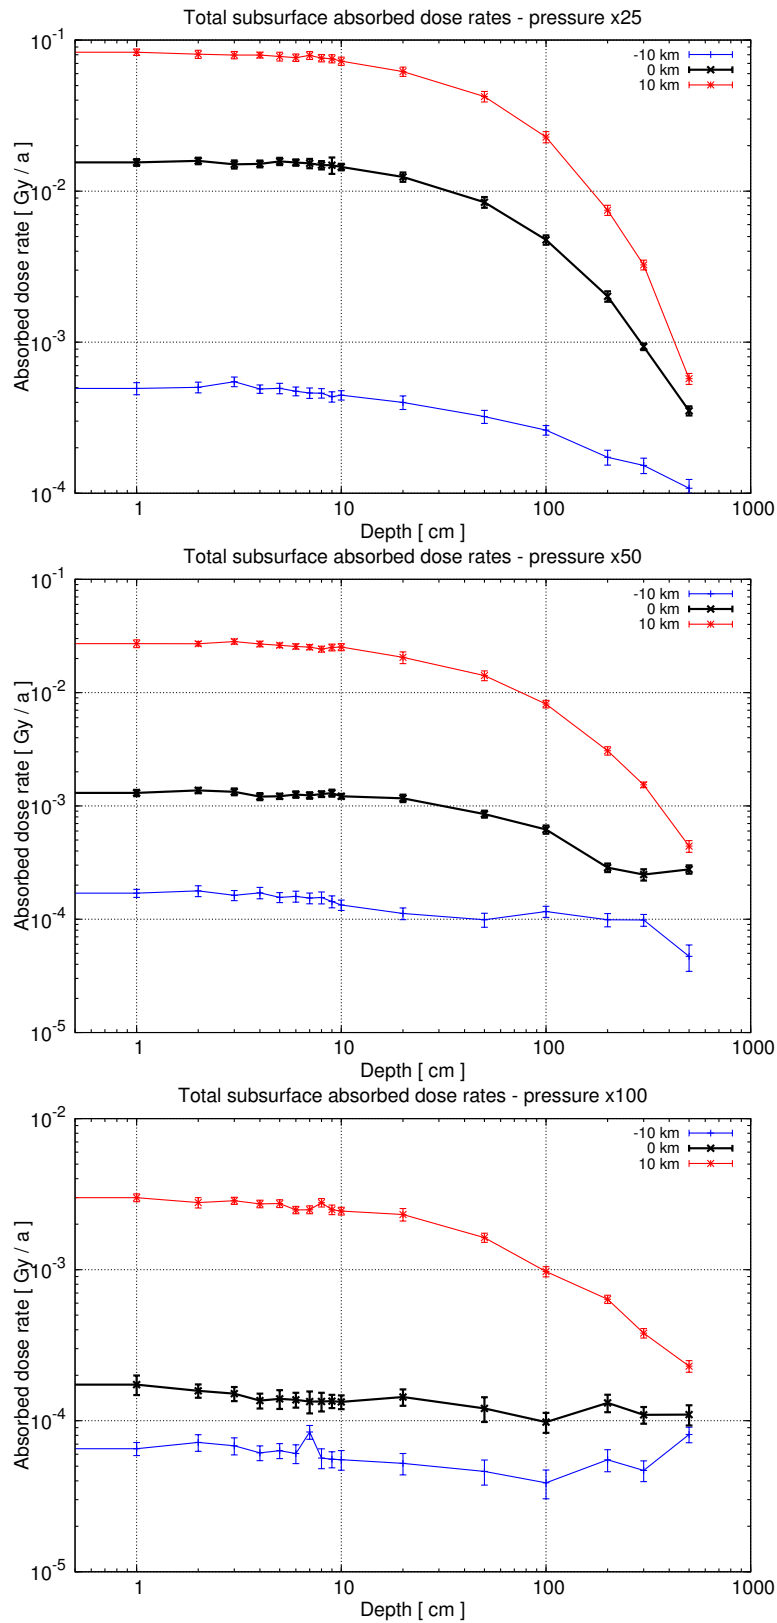 Total subsurface absorbed dose rates - pressure x25
Absorbed dose rate [ Gy / a ]
10^-1
10^-2
10^-3
10^-4
-10 km
0 km
10 km
1 10 100 1000
Depth [ cm ]
Total subsurface absorbed dose rates - pressure x50
Absorbed dose rate [ Gy / a ]
10^-1
10^-2
10^-3
10^-4
10^-5
-10 km
0 km
10 km
1 10 100 1000
Depth [ cm ]
Total subsurface absorbed dose rates - pressure x100
Absorbed dose rate [ Gy / a ]
10^-2
10^-3
10^-4
10^-5
-10 km
0 km
10 km
1 10 100 1000
Depth [ cm ]